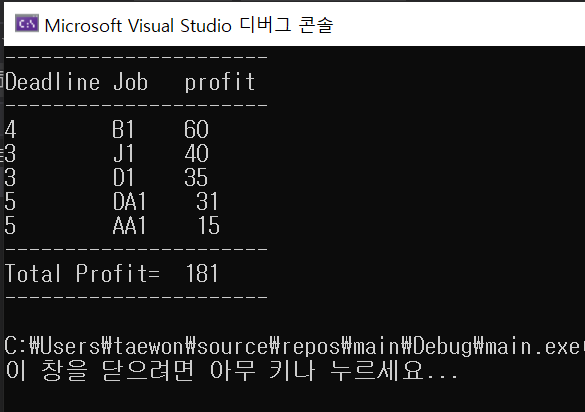 Microsoft Visual Studio 디버그 콘솔
----------------------
Deadline Job   profit
----------------------
4        B1    60
3        J1    40
3        D1    35
5        DA1    31
5        AA1    15
----------------------
Total Profit=  181
----------------------
C:₩Users₩taewon₩source₩repos₩main₩Debug₩main.exe(
이 창을 닫으려면 아무 키나 누르세요...